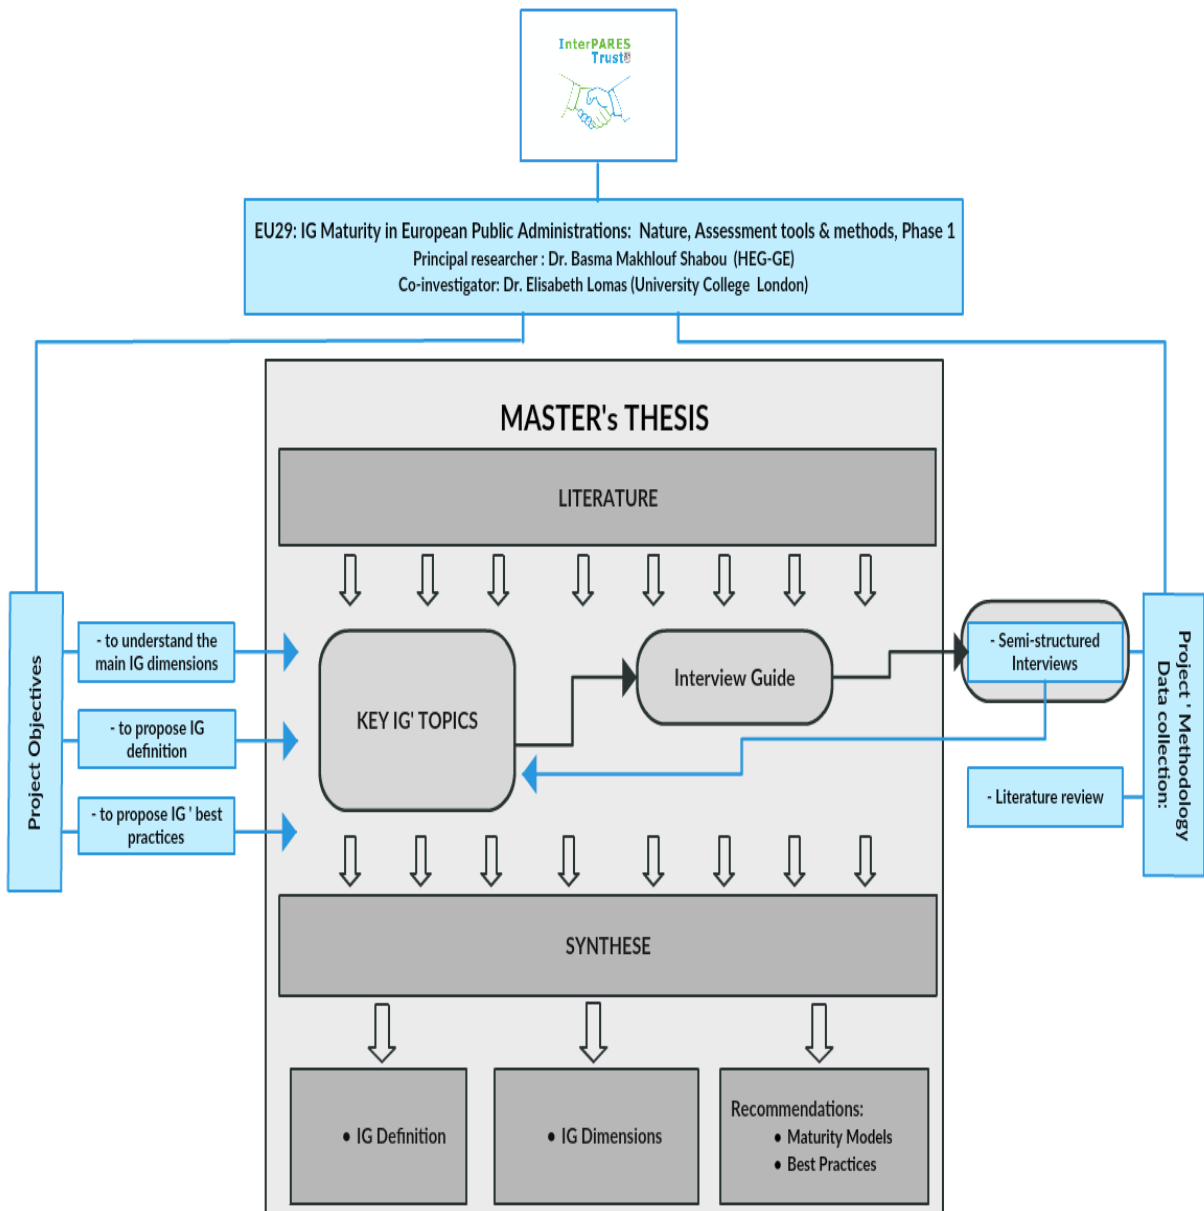 InterPARES
Trust
EU29: IG Maturity in European Public Administrations: Nature, Assessment tools & methods, Phase 1
Principal researcher : Dr. Basma Makhlouf Shabou (HEG-GE)
Co-investigator: Dr. Elisabeth Lomas (University College London)
MASTER's THESIS
LITERATURE
Project Objectives
- to understand the
main IG dimensions
- to propose IG
definition
- to propose IG ' best
practices
KEY IG' TOPICS
Interview Guide
- Semi-structured
Interviews
- Literature review
Project ' Methodology
Data collection:
SYNTHESE
• IG Definition
• IG Dimensions
Recommendations:
• Maturity Models
• Best Practices